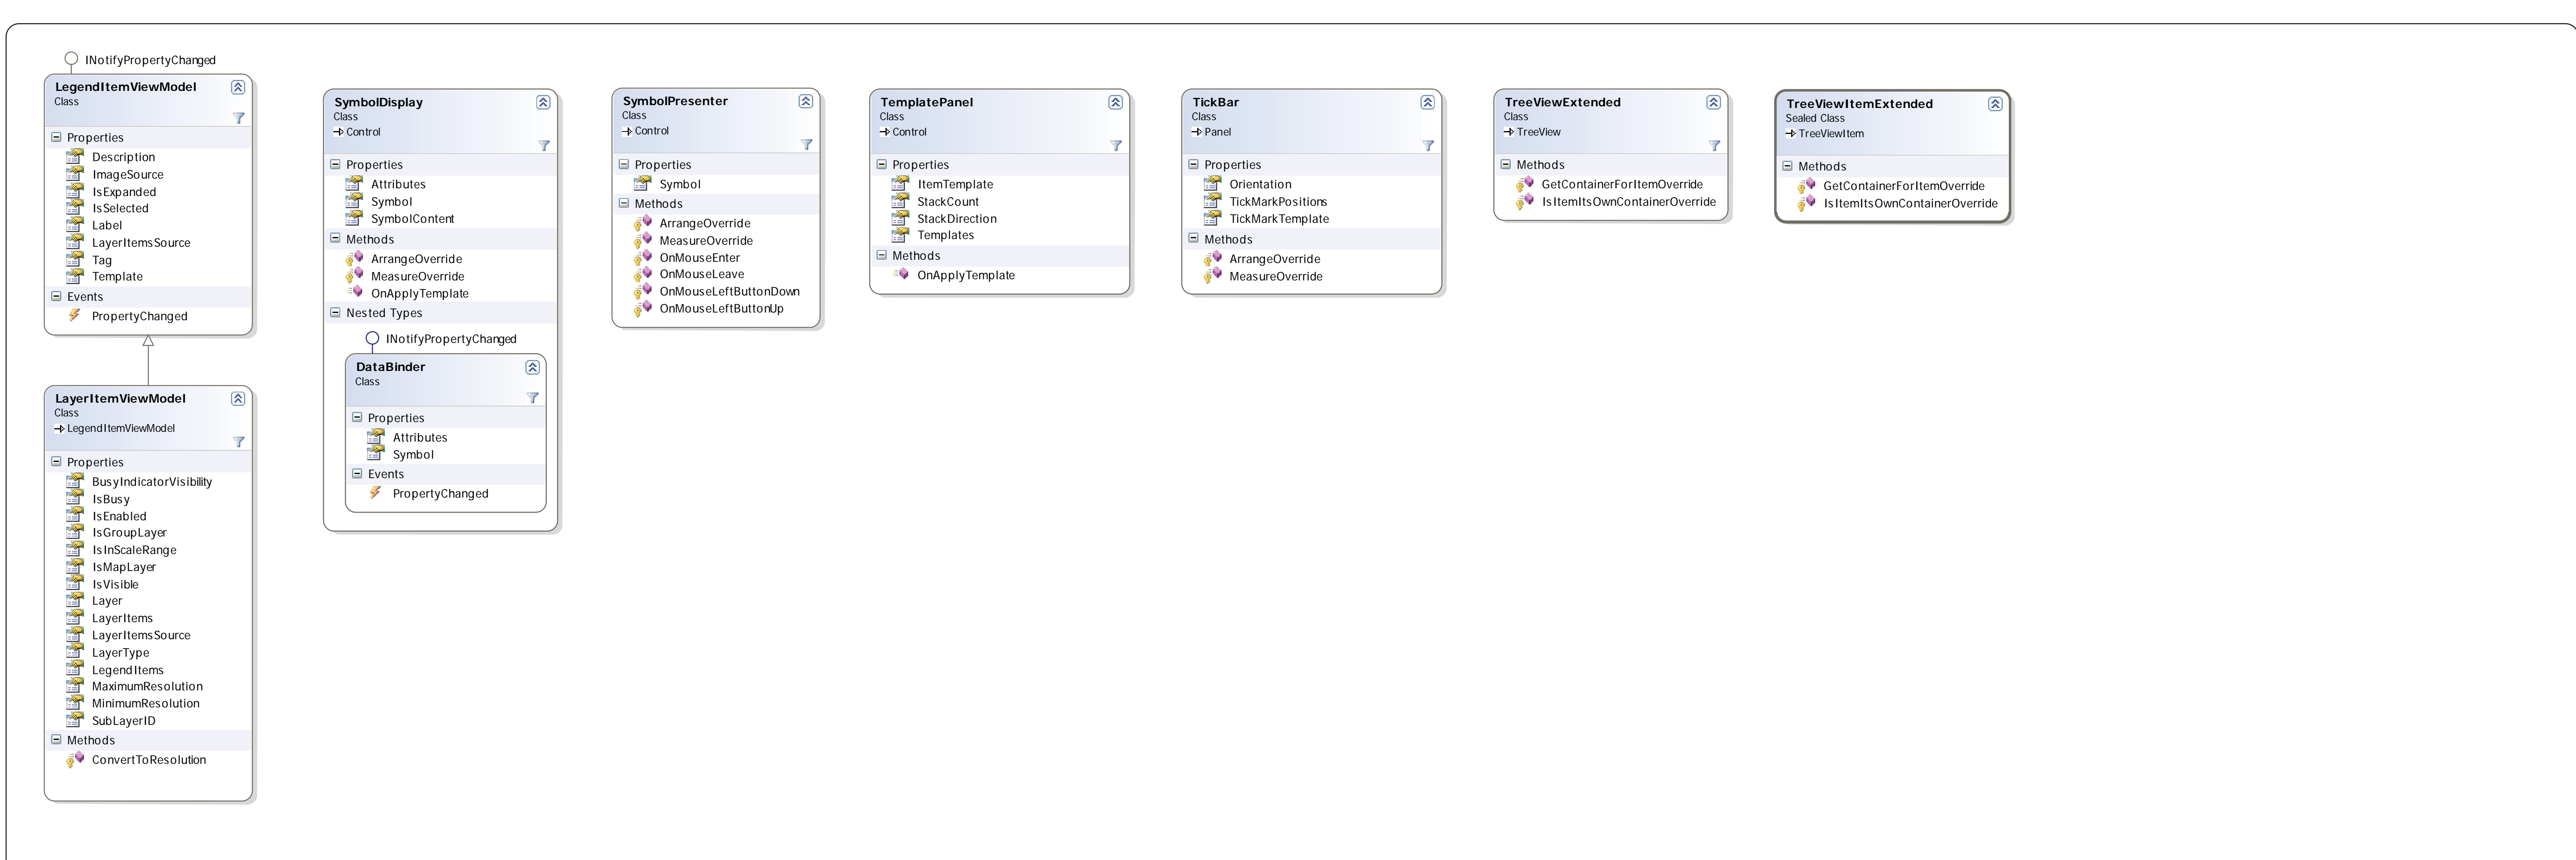 INotifyPropertyChanged
LegendItemViewModel
Class
Properties
Description
ImageSource
IsExpanded
IsSelected
Label
LayerItemsSource
Tag
Template
Events
PropertyChanged
LayerItemViewModel
Class
LegendItemViewModel
Properties
BusyIndicatorVisibility
IsBusy
IsEnabled
IsGroupLayer
IsInScaleRange
IsMapLayer
IsVisible
Layer
LayerItems
LayerItemsSource
LayerType
LegendItems
MaximumResolution
MinimumResolution
SubLayerID
Methods
ConvertToResolution
SymbolDisplay
Class
Control
Properties
Attributes
Symbol
SymbolContent
Methods
ArrangeOverride
MeasureOverride
OnApplyTemplate
Nested Types
INotifyPropertyChanged
DataBinder
Class
Properties
Attributes
Symbol
Events
PropertyChanged
SymbolPresenter
Class
Control
Properties
Symbol
Methods
ArrangeOverride
MeasureOverride
OnMouseEnter
OnMouseLeave
OnMouseLeftButtonDown
OnMouseLeftButtonUp
TemplatePanel
Class
Control
Properties
ItemTemplate
StackCount
StackDirection
Templates
Methods
OnApplyTemplate
TickBar
Class
Panel
Properties
Orientation
TickMarkPositions
TickMarkTemplate
Methods
ArrangeOverride
MeasureOverride
TreeViewExtended
Class
TreeView
Methods
GetContainerForItemOverride
IsItemItsOwnContainerOverride
TreeViewItemExtended
Sealed Class
TreeViewItem
Methods
GetContainerForItemOverride
IsItemItsOwnContainerOverride